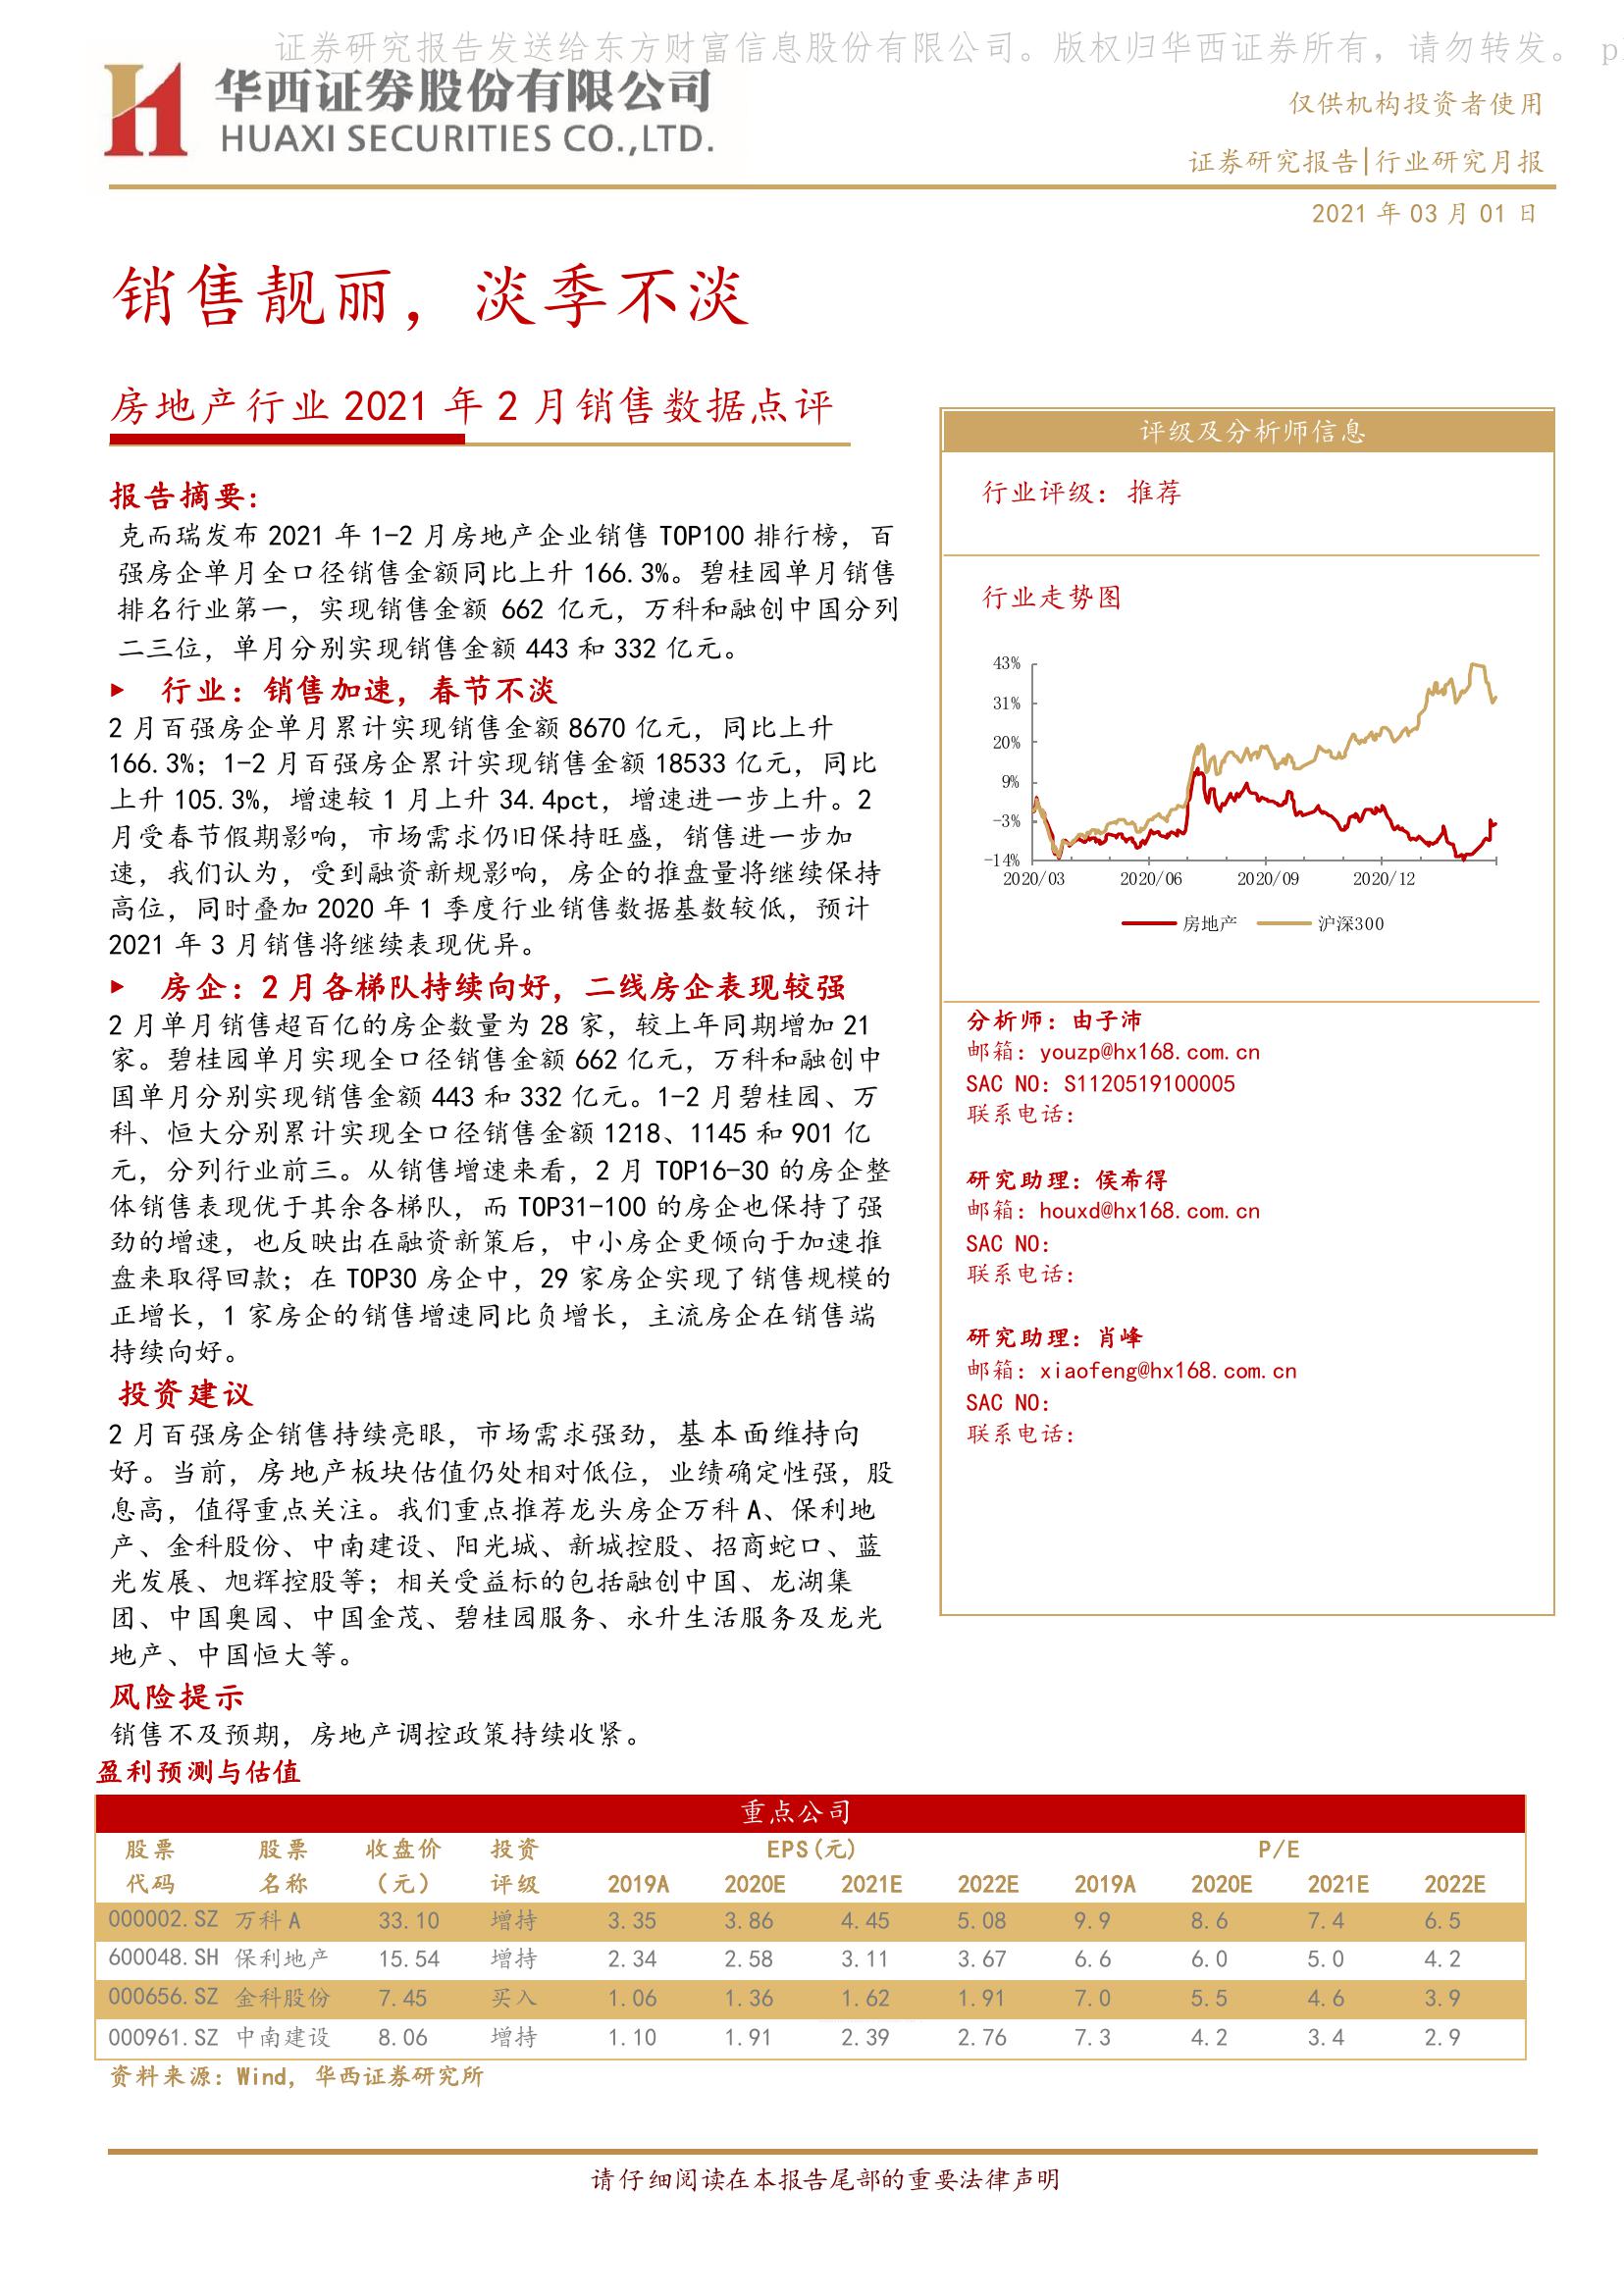 证券研究报告发送给东方财富信息股份有限公司。版权归华西证券所有，请勿转发。 p
华西证券股份有限公司
HUAXI SECURITIES CO.,LTD.
仅供机构投资者使用
证券研究报告|行业研究月报
2021 年 03 月 01 日
销售靓丽，淡季不淡
房地产行业 2021 年 2 月销售数据点评
报告摘要：
克而瑞发布 2021 年 1-2 月房地产企业销售 TOP100 排行榜，百
强房企单月全口径销售金额同比上升 166.3%。碧桂园单月销售
排名行业第一，实现销售金额 662 亿元，万科和融创中国分列
二三位，单月分别实现销售金额 443 和 332 亿元。
▶ 行业：销售加速，春节不淡
2 月百强房企单月累计实现销售金额 8670 亿元，同比上升
166.3%；1-2 月百强房企累计实现销售金额 18533 亿元，同比
上升 105.3%，增速较 1 月上升 34.4pct，增速进一步上升。2
月受春节假期影响，市场需求仍旧保持旺盛，销售进一步加
速，我们认为，受到融资新规影响，房企的推盘量将继续保持
高位，同时叠加 2020 年 1 季度行业销售数据基数较低，预计
2021 年 3 月销售将继续表现优异。
▶ 房企：2 月各梯队持续向好，二线房企表现较强
2 月单月销售超百亿的房企数量为 28 家，较上年同期增加 21
家。碧桂园单月实现全口径销售金额 662 亿元，万科和融创中
国单月分别实现销售金额 443 和 332 亿元。1-2 月碧桂园、万
科、恒大分别累计实现全口径销售金额 1218、1145 和 901 亿
元，分列行业前三。从销售增速来看，2 月 TOP16-30 的房企整
体销售表现优于其余各梯队，而 TOP31-100 的房企也保持了强
劲的增速，也反映出在融资新策后，中小房企更倾向于加速推
盘来取得回款；在 TOP30 房企中，29 家房企实现了销售规模的
正增长，1 家房企的销售增速同比负增长，主流房企在销售端
持续向好。
投资建议
2 月百强房企销售持续亮眼，市场需求强劲，基本面维持向
好。当前，房地产板块估值仍处相对低位，业绩确定性强，股
息高，值得重点关注。我们重点推荐龙头房企万科 A、保利地
产、金科股份、中南建设、阳光城、新城控股、招商蛇口、蓝
光发展、旭辉控股等；相关受益标的包括融创中国、龙湖集
团、中国奥园、中国金茂、碧桂园服务、永升生活服务及龙光
地产、中国恒大等。
风险提示
销售不及预期，房地产调控政策持续收紧。
评级及分析师信息
行业评级：推荐
行业走势图
43%
31%
20%
9%
-3%
-14%
2020/03 2020/06 2020/09 2020/12
房地产 沪深300
分析师：由子沛
邮箱：youzp@hx168.com.cn
SAC NO：S1120519100005
联系电话：
研究助理：侯希得
邮箱：houxd@hx168.com.cn
SAC NO：
联系电话：
研究助理：肖峰
邮箱：xiaofeng@hx168.com.cn
SAC NO：
联系电话：
盈利预测与估值
重点公司
股票 股票 收盘价 投资 EPS(元) P/E
代码 名称 （元） 评级 2019A 2020E 2021E 2022E 2019A 2020E 2021E 2022E
000002.SZ 万科 A 33.10 增持 3.35 3.86 4.45 5.08 9.9 8.6 7.4 6.5
600048.SH 保利地产 15.54 增持 2.34 2.58 3.11 3.67 6.6 6.0 5.0 4.2
000656.SZ 金科股份 7.45 买入 1.06 1.36 1.62 1.91 7.0 5.5 4.6 3.9
000961.SZ 中南建设 8.06 增持 1.10 1.91 2.39 2.76 7.3 4.2 3.4 2.9
资料来源：Wind，华西证券研究所
请仔细阅读在本报告尾部的重要法律声明